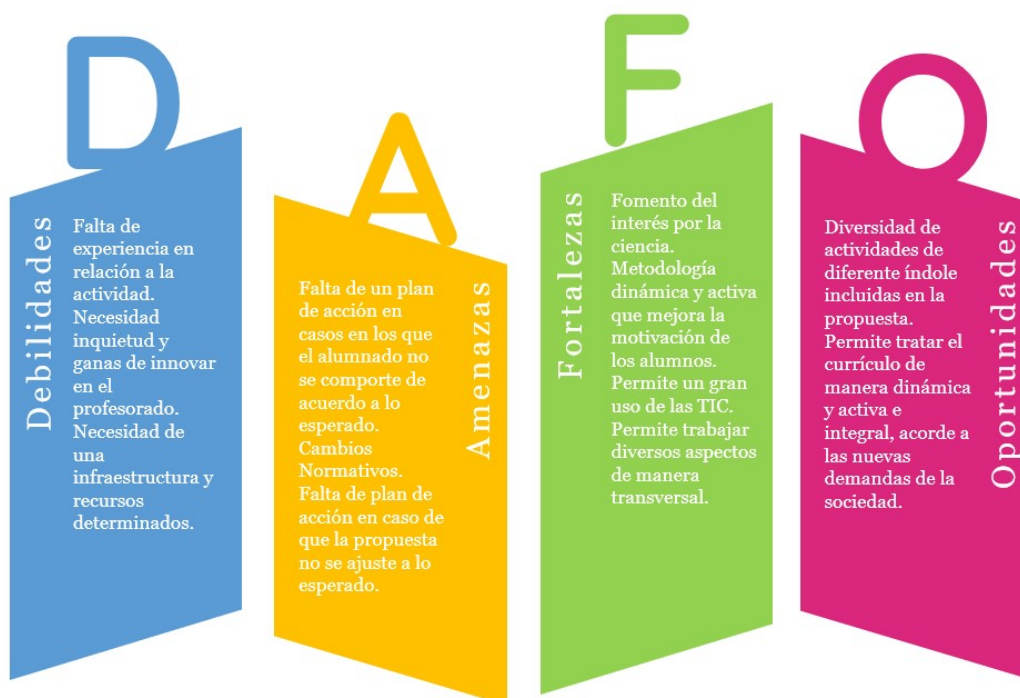 D
Debilidades
Falta de
experiencia en
relación a la
actividad.
Necesidad
inquietud y
ganas de innovar
en el
profesorado.
Necesidad de
una
infraestructura y
recursos
determinados.
A
Falta de un plan
de acción en
casos en los que
el alumnado no
se comporte de
acuerdo a lo
esperado.
Cambios
Normativos.
Falta de plan de
acción en caso de
que la propuesta
no se ajuste a lo
esperado.
Amenazas
F
Fortalezas
Fomento del
interés por la
ciencia.
Metodología
dinámica y activa
que mejora la
motivación de
los alumnos.
Permite un gran
uso de las TIC.
Permite trabajar
diversos aspectos
de manera
transversal.
O
Diversidad de
actividades de
diferente índole
incluidas en la
propuesta.
Permite tratar el
currículo de
manera dinámica
y activa e
integral, acorde a
las nuevas
demandas de la
sociedad.
Oportunidades